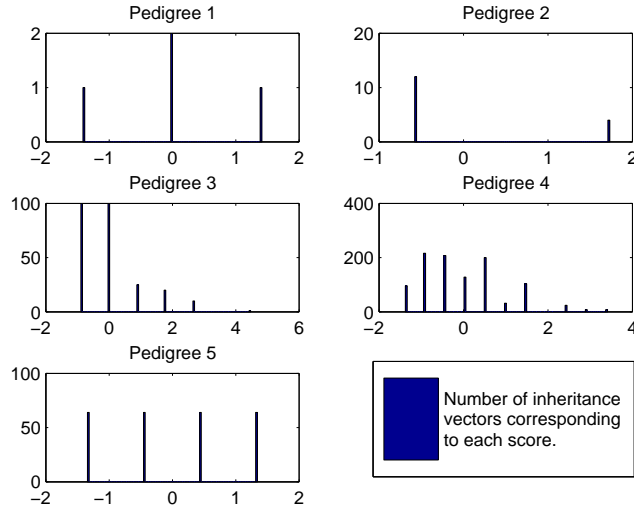 Pedigree 1
2
1
0
−2 −1 0 1 2
Pedigree 2
20
10
0
−1 0 1 2
Pedigree 3
100
50
0
−2 0 2 4 6
Pedigree 4
400
200
0
−2 0 2 4
Pedigree 5
100
50
0
−2 −1 0 1 2
Number of inheritance
vectors corresponding
to each score.